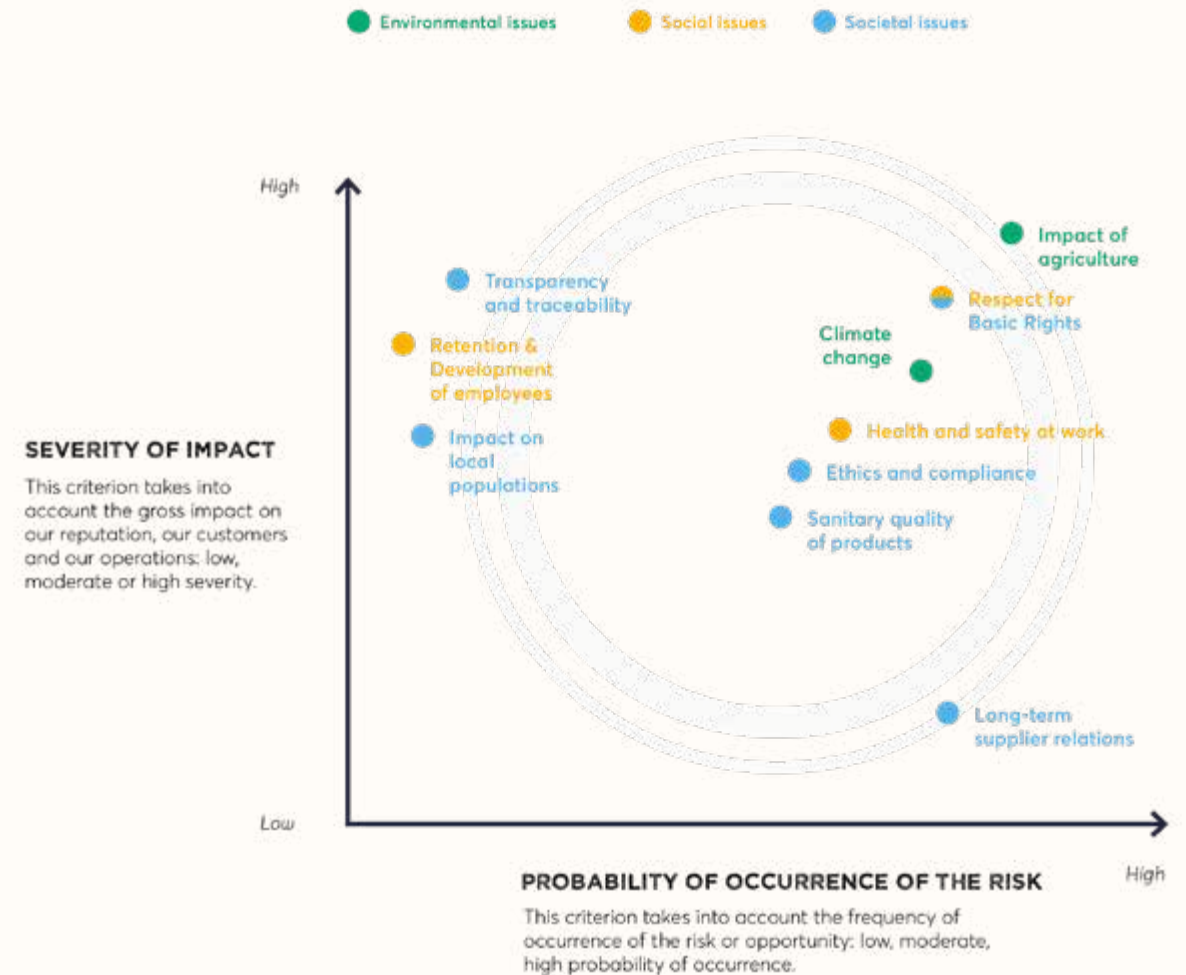 Environmental issues
Social issues
Societal issues
High
Impact of
agriculture
Transparency
and traceability
Respect for
Basic Rights
Climate
change
Retention &
Development
of employees
Health and safety at work
Impact on
local
populations
SEVERITY OF IMPACT
This criterion takes into
account the gross impact on
our reputation, our customers
and our operations: low,
moderate or high severity.
Ethics and compliance
Sanitary quality
of products
Long-term
supplier relations
Low
High
PROBABILITY OF OCCURRENCE OF THE RISK
This criterion takes into account the frequency of
occurrence of the risk or opportunity: low, moderate,
high probability of occurrence.